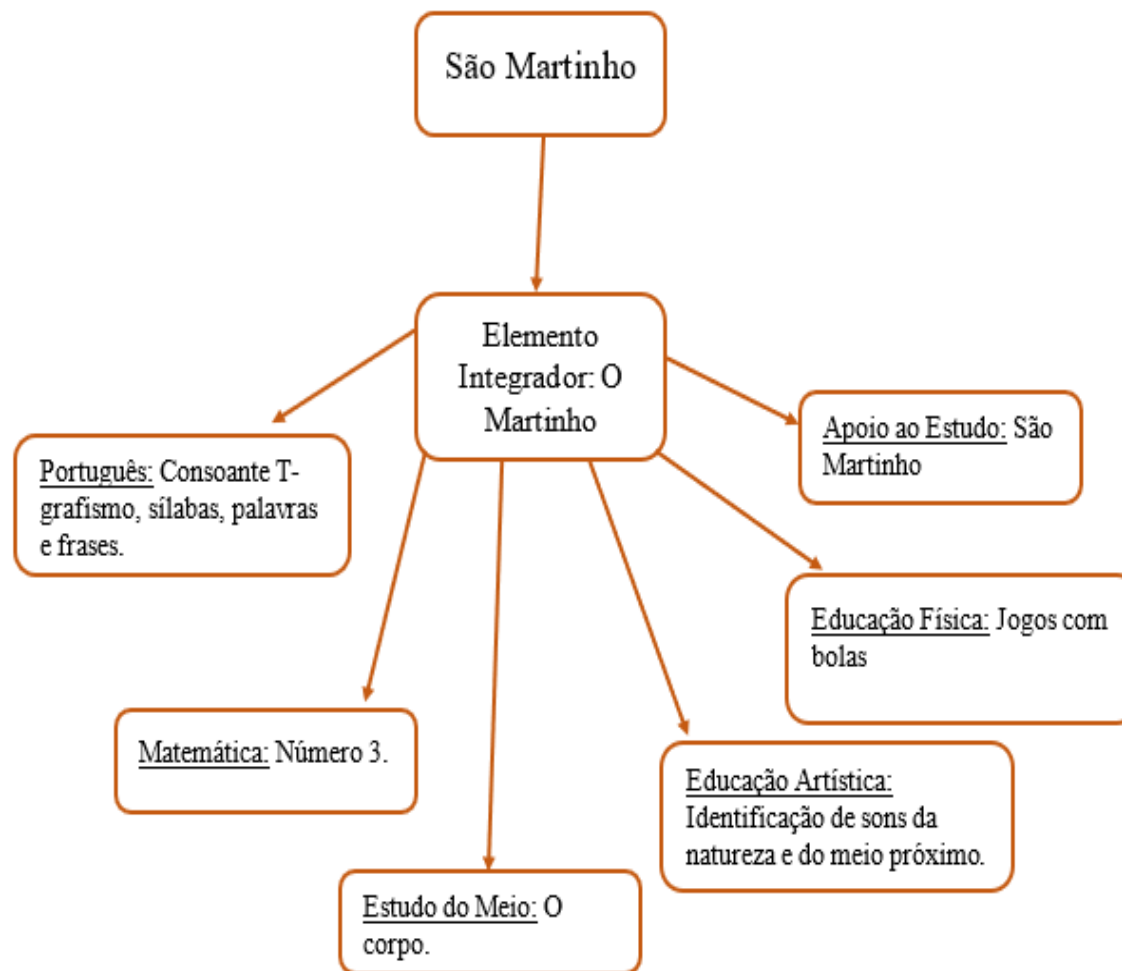 São Martinho
Elemento
Integrador: O
Martinho
Português: Consoante T-
grafismo, sílabas, palavras
e frases.
Matemática: Número 3.
Estudo do Meio: O
corpo.
Educação Artística:
Identificação de sons da
natureza e do meio próximo.
Educação Física: Jogos com
bolas
Apoio ao Estudo: São
Martinho